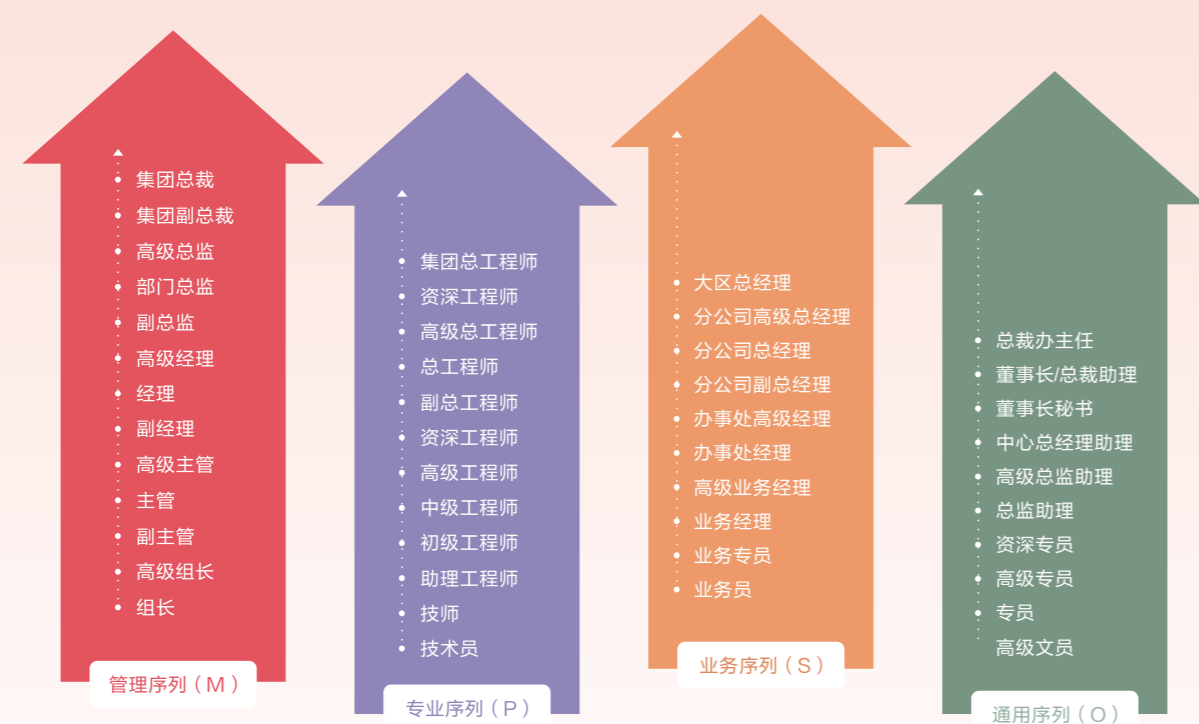 集团总裁
集团副总裁
高级总监
部门总监
副总监
高级经理
经理
副经理
高级主管
主管
副主管
高级组长
组长
管理序列（M）
集团总工程师
资深工程师
高级总工程师
总工程师
副总工程师
资深工程师
高级工程师
中级工程师
初级工程师
助理工程师
技师
技术员
专业序列（P）
大区总经理
分公司高级总经理
分公司总经理
分公司副总经理
办事处高级经理
办事处经理
高级业务经理
业务经理
业务专员
业务员
业务序列（S）
总裁办主任
董事长/总裁助理
董事长秘书
中心总经理助理
高级总监助理
总监助理
资深专员
高级专员
专员
高级文员
通用序列（O）